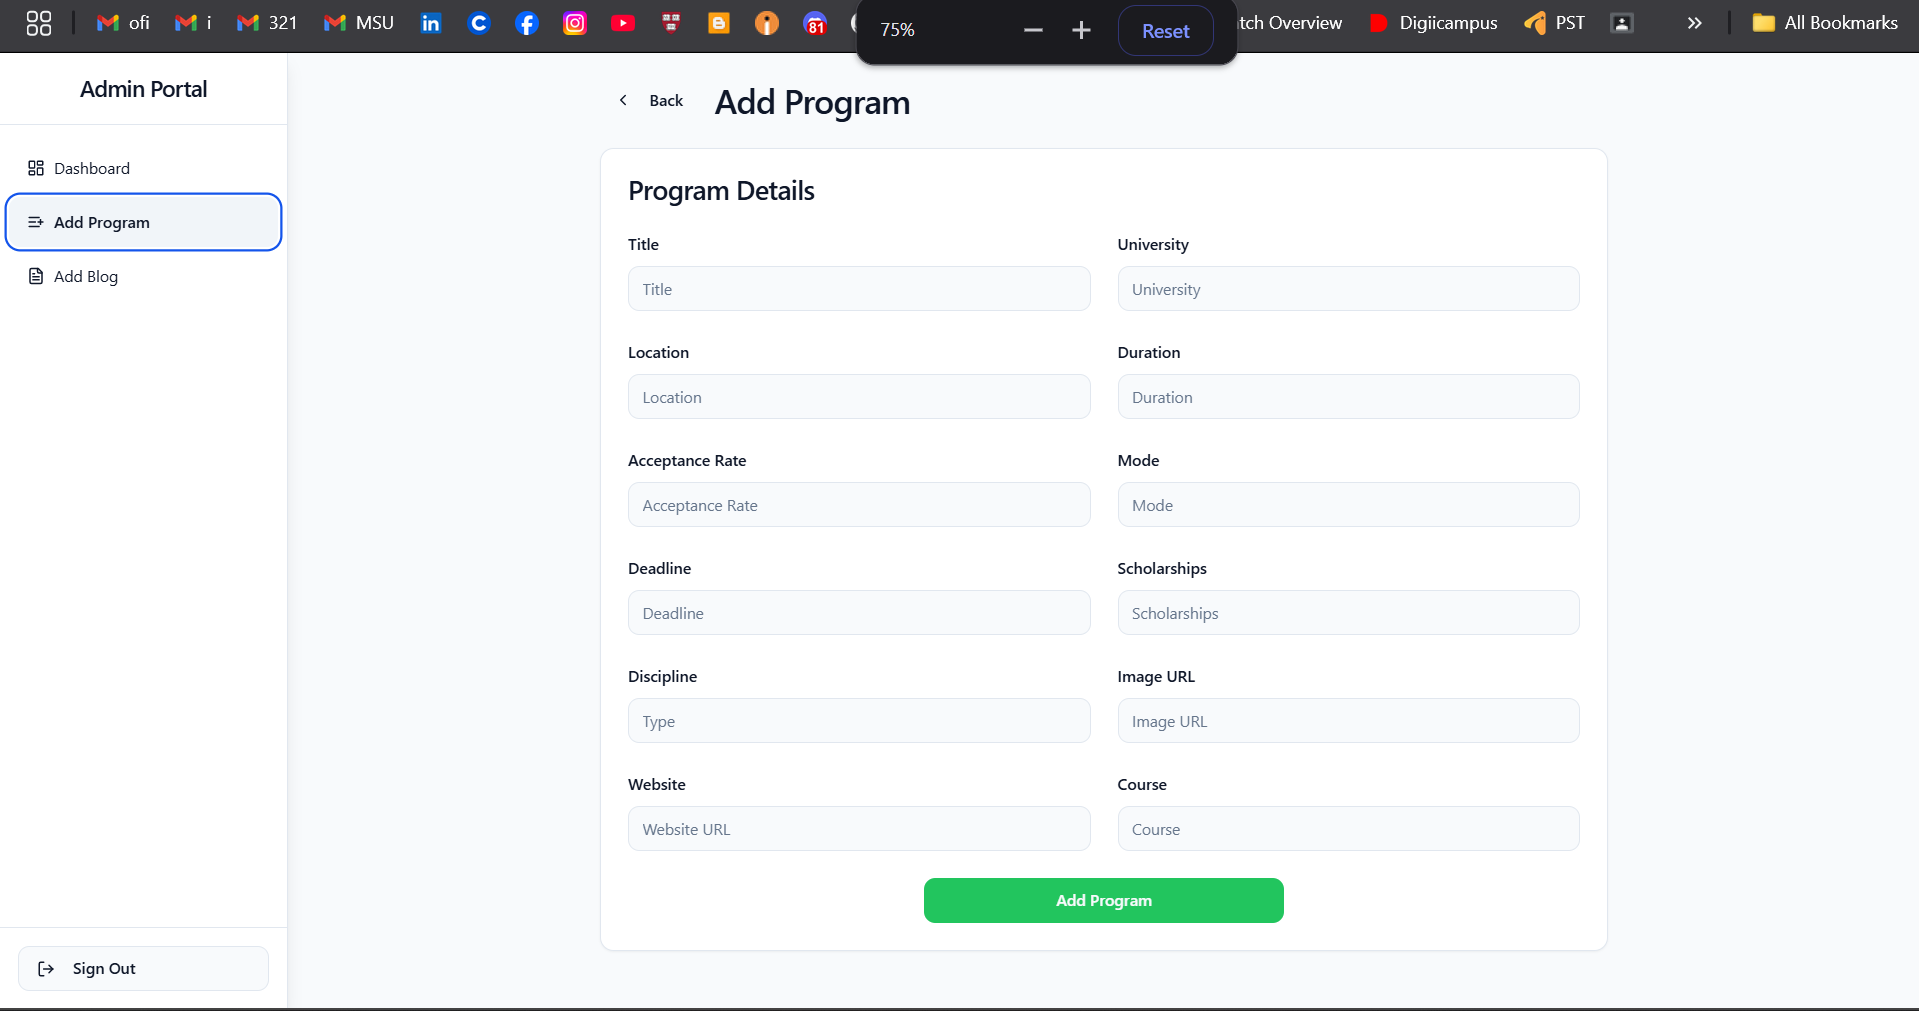 ofi i 321 MSU 81 75% Reset tch Overview Digiicampus PST All Bookmarks
Admin Portal
Dashboard
Add Program
Add Blog
Sign Out
Back Add Program
Program Details
Title University
Title University
Location Duration
Location Duration
Acceptance Rate Mode
Acceptance Rate Mode
Deadline Scholarships
Deadline Scholarships
Discipline Image URL
Type Image URL
Website Course
Website URL Course
Add Program